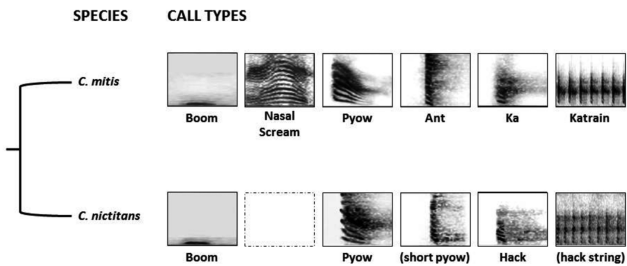 SPECIES CALL TYPES
C. mitis
Boom Nasal Scream Pyow Ant Ka Katrain
C. nictitans
Boom Pyow (short pyow) Hack (hack string)